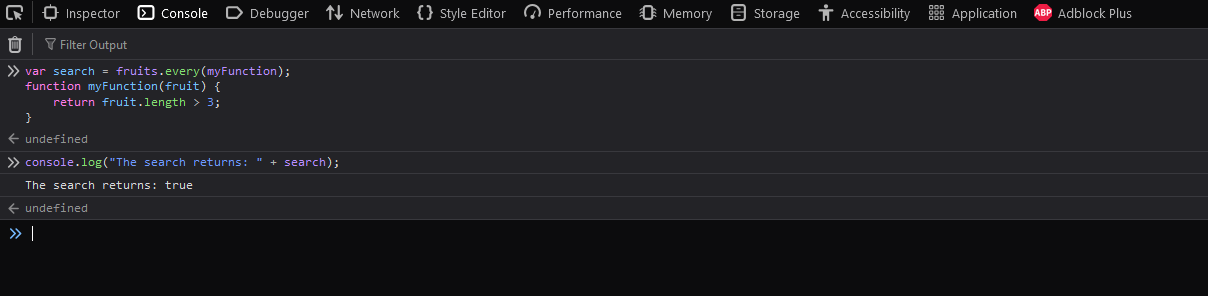 Inspector Console Debugger Network Style Editor Performance Memory Storage Accessibility Application ABP Adblock Plus
Filter Output
var search = fruits.every(myFunction);
function myFunction(fruit) {
    return fruit.length > 3;
}
undefined
console.log("The search returns: " + search);
The search returns: true
undefined